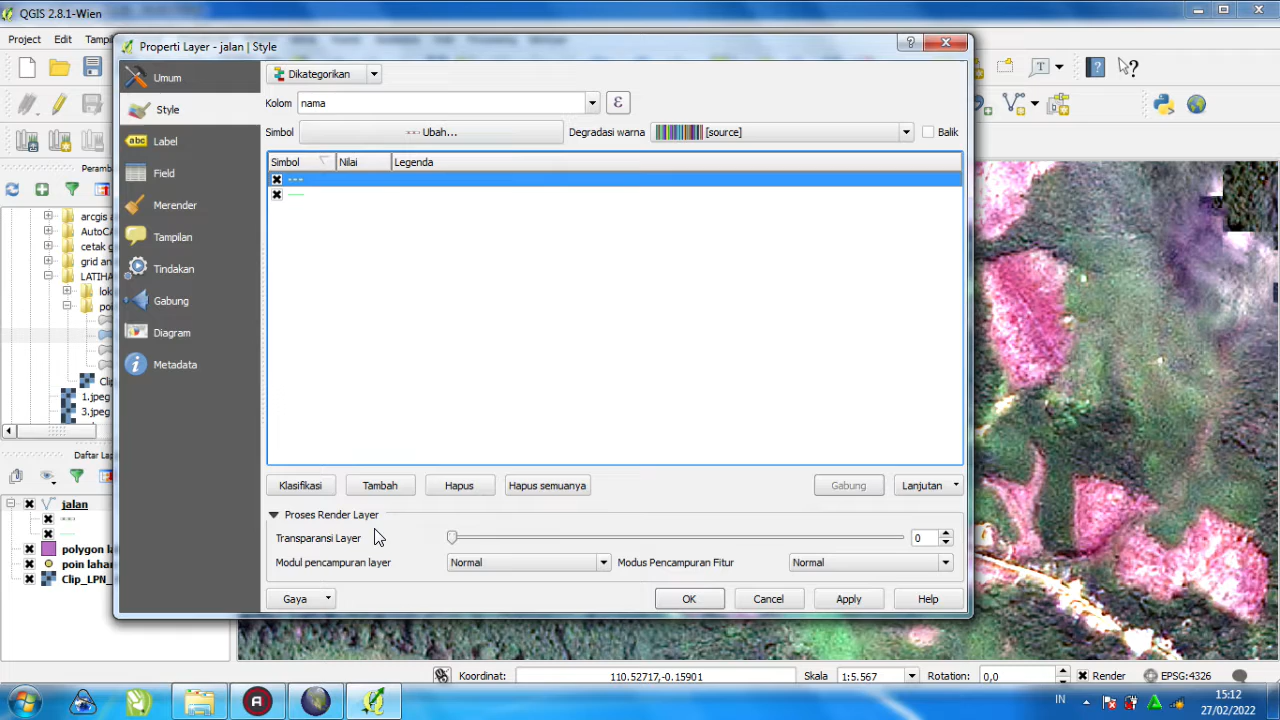 QGIS 2.8.1-Wien
Project Edit
Properti Layer - jalan | Style
Umum
Style
Label
Field
Merender
Tampilan
Tindakan
Gabung
Diagram
Metadata
Dikategorikan
Kolom nama ε
Simbol Ubah... Degradasi warna [source] Balik
Simbol Nilai Legenda
Klasifikasi Tambah Hapus Hapus semuanya Gabung Lanjutan
Proses Render Layer
Transparansi Layer 0
Modul pencampuran layer Normal Modus Pencampuran Fitur Normal
Gaya OK Cancel Apply Help
Peramb
arcgis a
AutoCA
cetak g
grid an
LATIHA
lok
poi
Clip
1.jpeg
3.jpeg
Daftar La
jalan
polygon l
poin lahar
Clip_LPN_
Koordinat: 110.52717,-0.15901 Skala 1:5.567 Rotation: 0,0 Render EPSG:4326
IN 15:12
27/02/2022